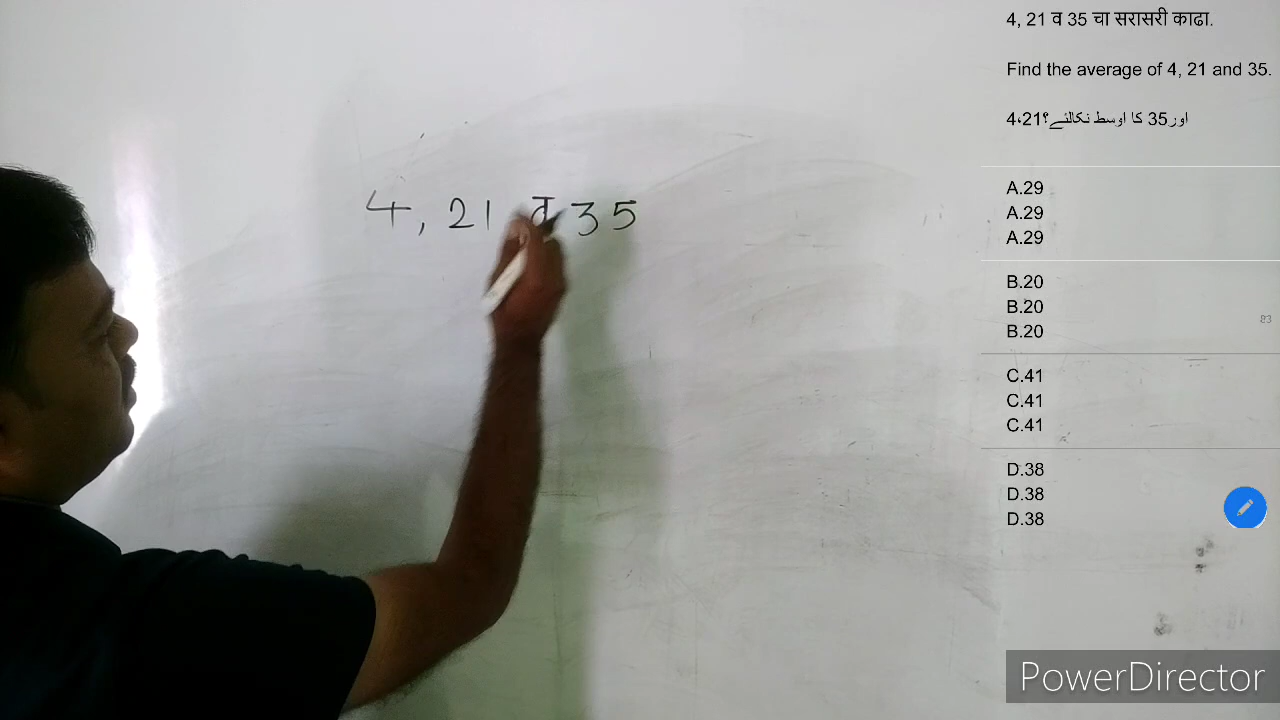 4, 21 व 35
4, 21 व 35 चा सरासरी काढा.
Find the average of 4, 21 and 35.
4،21؟اور35 کا اوسط نکالئے
A.29
A.29
A.29
B.20
B.20
B.20
83
C.41
C.41
C.41
D.38
D.38
D.38
PowerDirector